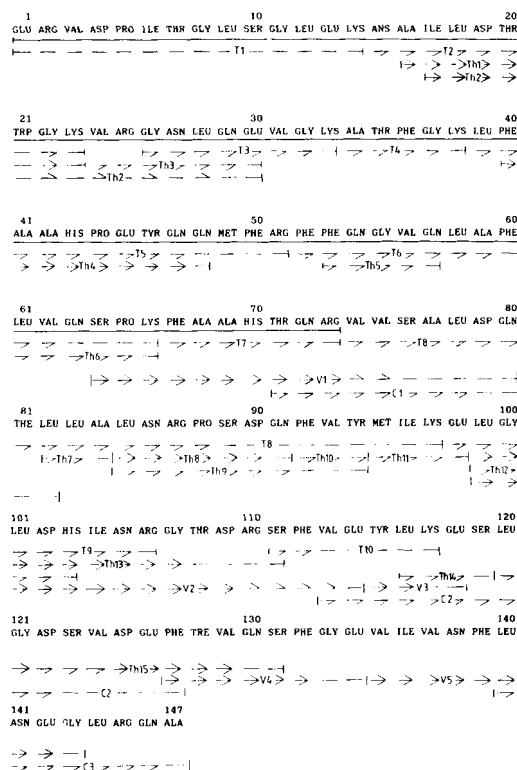 1 10 20
GLU ARG VAL ASP PRO ILE THR GLY LEU SER GLY LEU GLU LYS ANS ALA ILE LEU ASP THR
T1 T2
Th1
Th2
21 30 40
TRP GLY LYS VAL ARG GLY ASN LEU GLN GLU VAL GLY LYS ALA THR PHE GLY LYS LEU PHE
T3 T4
Th3
Th2
41 50 60
ALA ALA HIS PRO GLU TYR GLN GLN MET PHE ARG PHE PHE GLN GLY VAL GLN LEU ALA PHE
T5 T6
Th4 Th5
61 70 80
LEU VAL GLN SER PRO LYS PHE ALA ALA HIS THR GLN ARG VAL VAL SER ALA LEU ASP GLN
T7 T8
Th6
V1
C1
81 90 100
THE LEU LEU ALA LEU ASN ARG PRO SER ASP GLN PHE VAL TYR MET ILE LYS GLU LEU GLY
T8
Th7 Th8 Th10 Th11 Th12
Th9
101 110 120
LEU ASP HIS ILE ASN ARG GLY THR ASP ARG SER PHE VAL GLU TYR LEU LYS GLU SER LEU
T9 T10
Th13 Th14
V2 V3
C2
121 130 140
GLY ASP SER VAL ASP GLU PHE TRE VAL GLN SER PHE GLY GLU VAL ILE VAL ASN PHE LEU
Th15
V4 V5
C2
141 147
ASN GLU GLY LEU ARG GLN ALA
C3